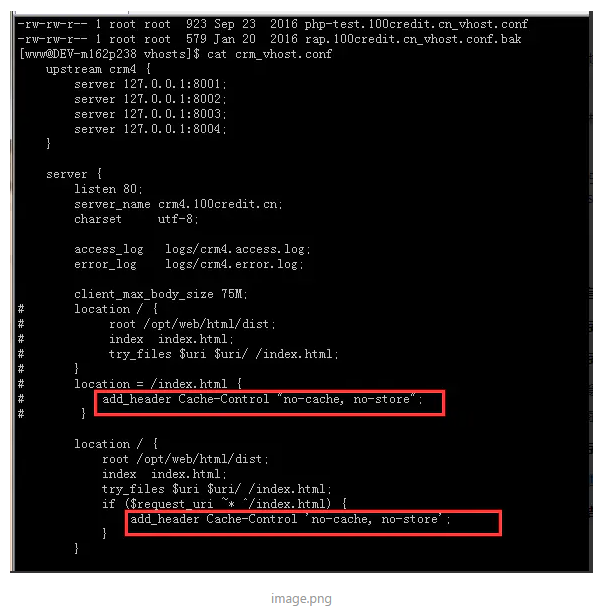 -rw-rw-r-- 1 root root  923 Sep 23  2016 php-test.100credit.cn_vhost.conf
-rw-rw-r-- 1 root root  579 Jan 20  2016 rap.100credit.cn_vhost.conf.bak
[www@DEV-m162p238 vhosts]$ cat crm_vhost.conf
    upstream crm4 {
        server 127.0.0.1:8001;
        server 127.0.0.1:8002;
        server 127.0.0.1:8003;
        server 127.0.0.1:8004;
    }

    server {
        listen 80;
        server_name crm4.100credit.cn;
        charset     utf-8;

        access_log   logs/crm4.access.log;
        error_log    logs/crm4.error.log;

        client_max_body_size 75M;
#       location / {
#            root /opt/web/html/dist;
#            index  index.html;
#            try_files $uri $uri/ /index.html;
#       }
#       location = /index.html {
#           add_header Cache-Control "no-cache, no-store";
#        }

        location / {
            root /opt/web/html/dist;
            index  index.html;
            try_files $uri $uri/ /index.html;
            if ($request_uri ~* ^/index.html) {
                add_header Cache-Control 'no-cache, no-store';
            }
        }
image.png